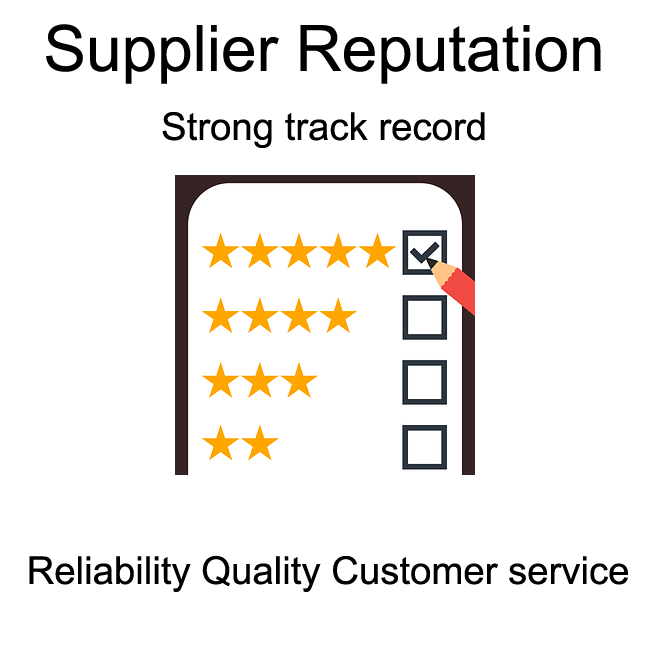 Supplier Reputation
Strong track record
Reliability Quality Customer service